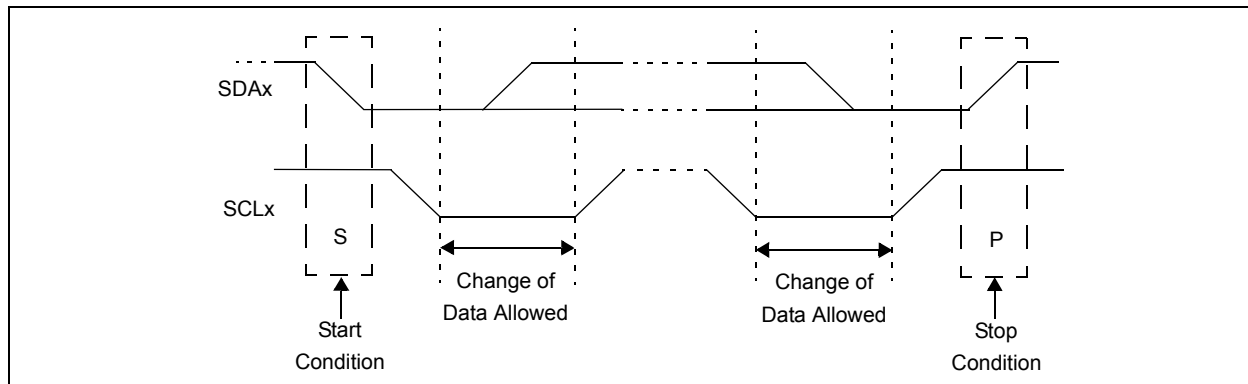 SDAx
SCLx
S
P
Change of
Data Allowed
Change of
Data Allowed
Start
Condition
Stop
Condition